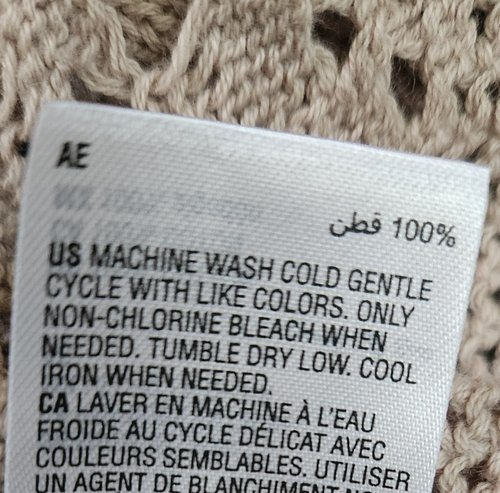 AE
100% قطن
US MACHINE WASH COLD GENTLE
CYCLE WITH LIKE COLORS. ONLY
NON-CHLORINE BLEACH WHEN
NEEDED. TUMBLE DRY LOW. COOL
IRON WHEN NEEDED.
CA LAVER EN MACHINE À L'EAU
FROIDE AU CYCLE DÉLICAT AVEC
COULEURS SEMBLABLES. UTILISER
UN AGENT DE BLANCHIMENT